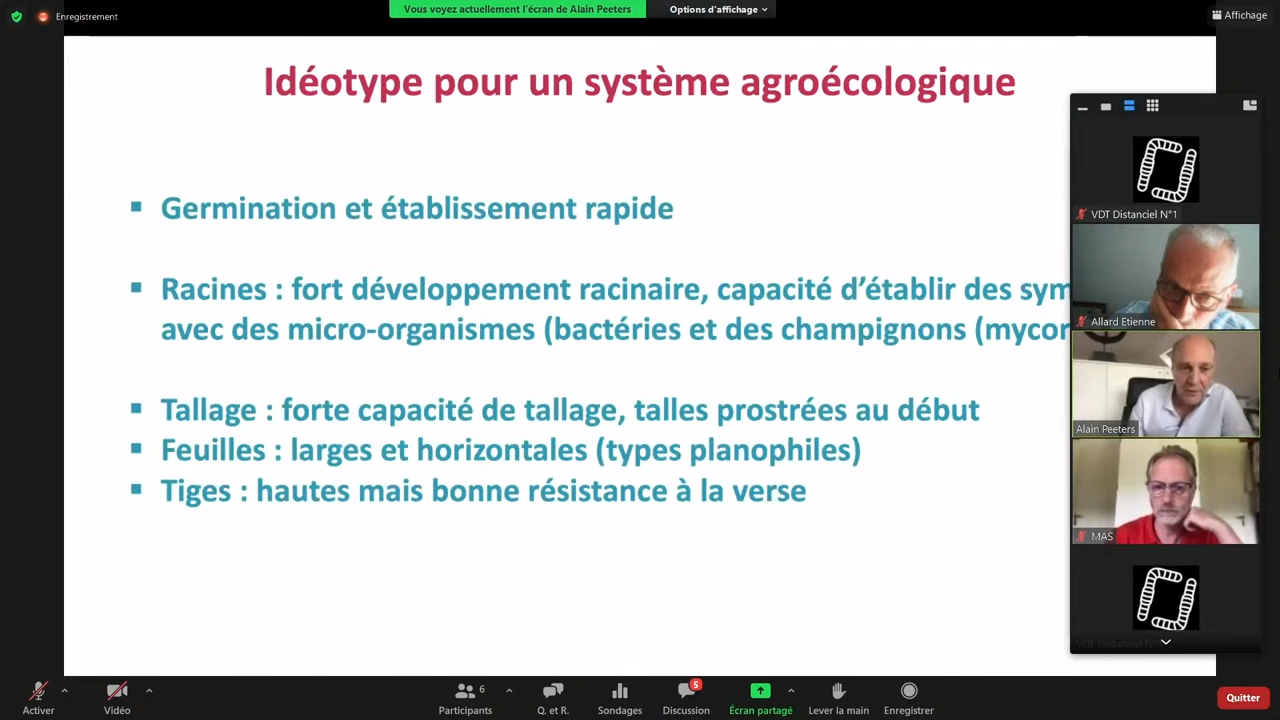 Enregistrement
Vous voyez actuellement l'écran de Alain Peeters
Options d'affichage
Affichage
Idéotype pour un système agroécologique
▪ Germination et établissement rapide
▪ Racines : fort développement racinaire, capacité d'établir des sym
avec des micro-organismes (bactéries et des champignons (mycor
▪ Tallage : forte capacité de tallage, talles prostrées au début
▪ Feuilles : larges et horizontales (types planophiles)
▪ Tiges : hautes mais bonne résistance à la verse
VDT Distanciel N°1
Allard Etienne
Alain Peeters
MAS
VDT Distanciel N°1
Activer
Vidéo
6
Participants
Q. et R.
Sondages
5
Discussion
Écran partagé
Lever la main
Enregistrer
Quitter